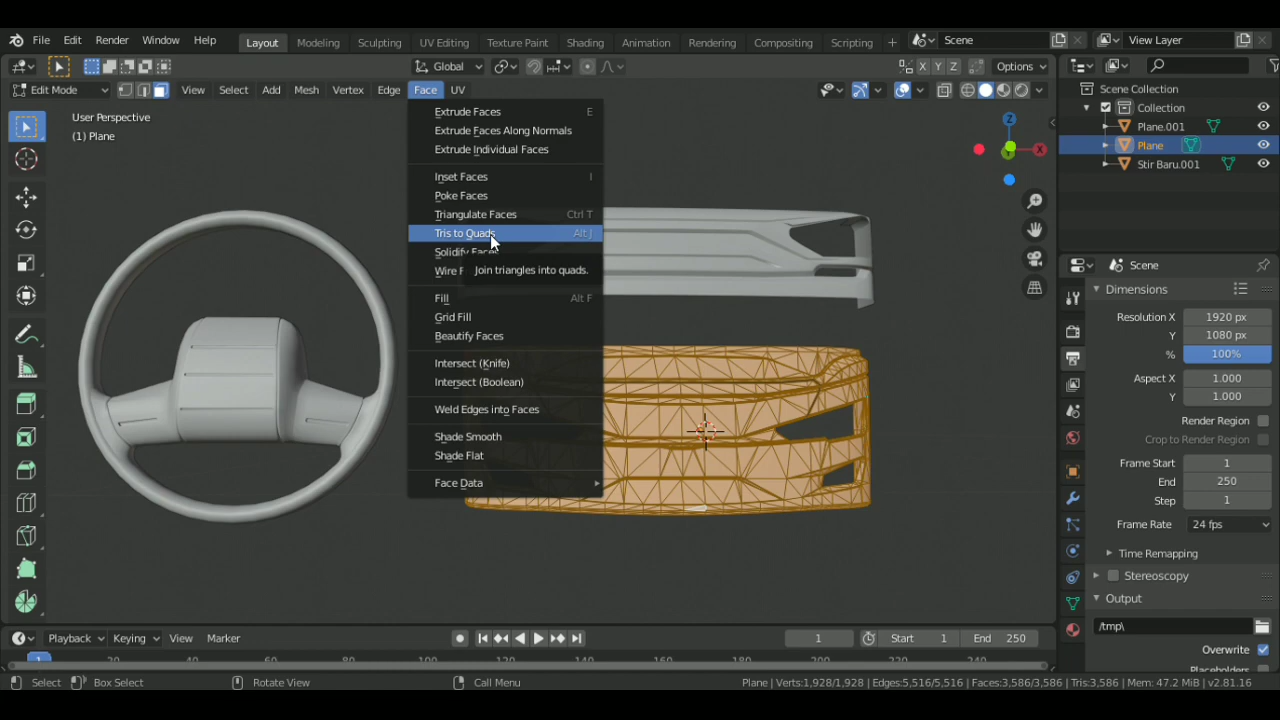 File Edit Render Window Help
Layout Modeling Sculpting UV Editing Texture Paint Shading Animation Rendering Compositing Scripting +
Scene
View Layer
Global
X Y Z
Options
Edit Mode
View Select Add Mesh Vertex Edge Face UV
User Perspective
(1) Plane
Extrude Faces E
Extrude Faces Along Normals
Extrude Individual Faces
Inset Faces I
Poke Faces
Triangulate Faces Ctrl T
Tris to Quads Alt J
Solidify Faces
Wire F
Join triangles into quads.
Fill Alt F
Grid Fill
Beautify Faces
Intersect (Knife)
Intersect (Boolean)
Weld Edges into Faces
Shade Smooth
Shade Flat
Face Data
Z
X
Y
Scene Collection
Collection
Plane.001
Plane
Stir Baru.001
Scene
Dimensions
Resolution X 1920 px
Y 1080 px
% 100%
Aspect X 1.000
Y 1.000
Render Region
Crop to Render Region
Frame Start 1
End 250
Step 1
Frame Rate 24 fps
Time Remapping
Stereoscopy
Output
/tmp\
Overwrite
Placeholders
Playback Keying View Marker
1
Start 1 End 250
1 20 40 60 80 100 120 140 160 180 200 220 240
Select Box Select Rotate View Call Menu
Plane | Verts:1,928/1,928 | Edges:5,516/5,516 | Faces:3,586/3,586 | Tris:3,586 | Mem: 47.2 MiB | v2.81.16